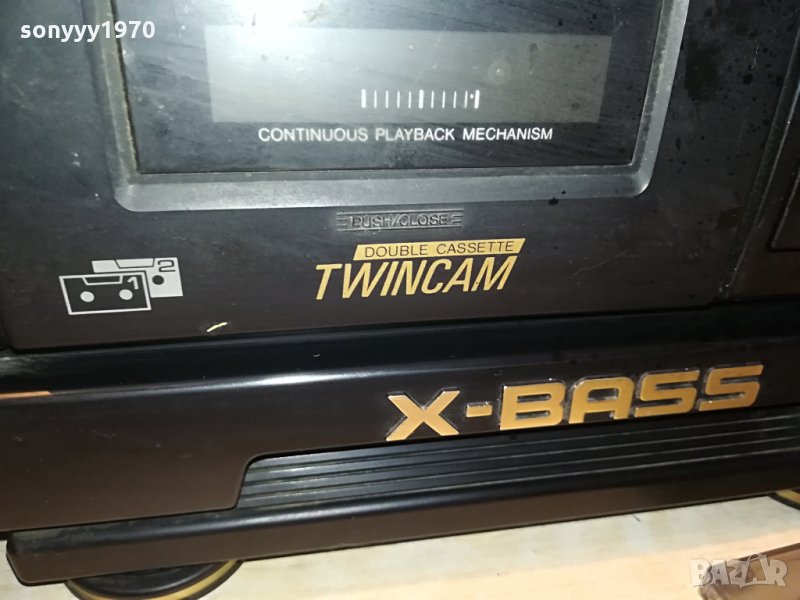 sonyyy1970
CONTINUOUS PLAYBACK MECHANISM
PUSH/CLOSE
DOUBLE CASSETTE
TWINCAM
1
2
X-BASS
BAZAR